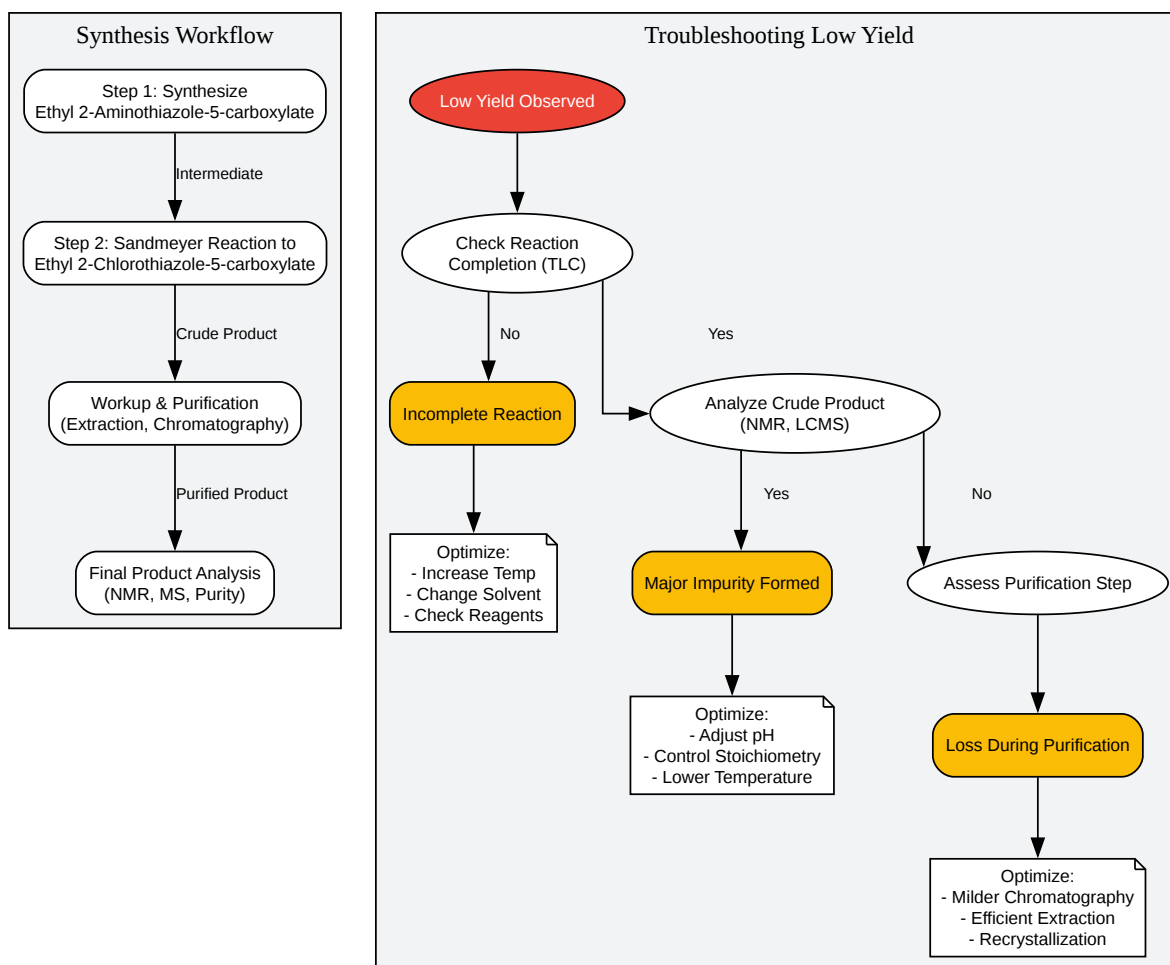 Synthesis Workflow
Step 1: Synthesize
Ethyl 2-Aminothiazole-5-carboxylate
Intermediate
Step 2: Sandmeyer Reaction to
Ethyl 2-Chlorothiazole-5-carboxylate
Crude Product
Workup & Purification
(Extraction, Chromatography)
Purified Product
Final Product Analysis
(NMR, MS, Purity)
Troubleshooting Low Yield
Low Yield Observed
Check Reaction
Completion (TLC)
No
Yes
Incomplete Reaction
Analyze Crude Product
(NMR, LCMS)
Yes
No
Optimize:
- Increase Temp
- Change Solvent
- Check Reagents
Major Impurity Formed
Assess Purification Step
Optimize:
- Adjust pH
- Control Stoichiometry
- Lower Temperature
Loss During Purification
Optimize:
- Milder Chromatography
- Efficient Extraction
- Recrystallization